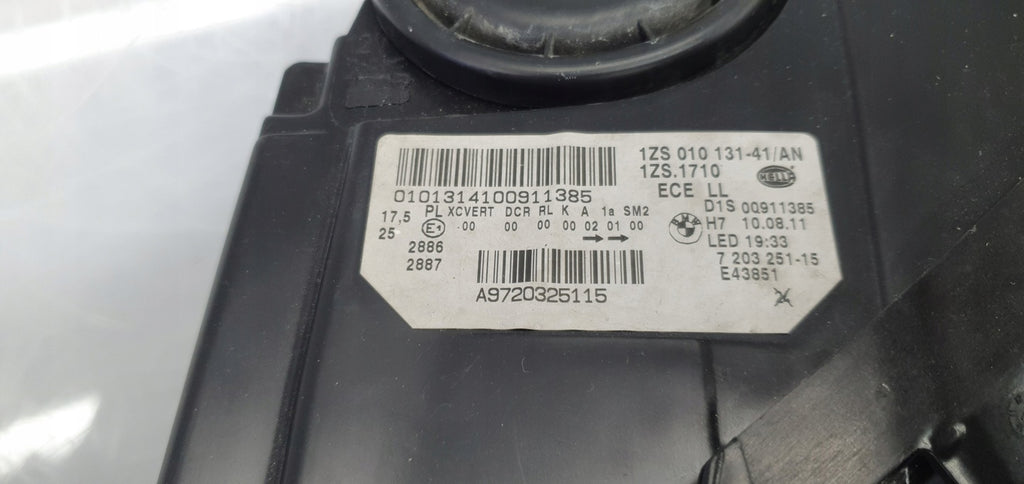 1ZS 010 131-41/AN
1ZS.1710 HELLA
0101314100911385 ECE LL
17,5 PL XCVERT DCR RL K A 1a SM2 D1S 00911385
25 E1 00 00 00 00 02 01 00 H7 10.08.11
2886 LED 19:33
2887 7 203 251-15
A9720325115 E43851